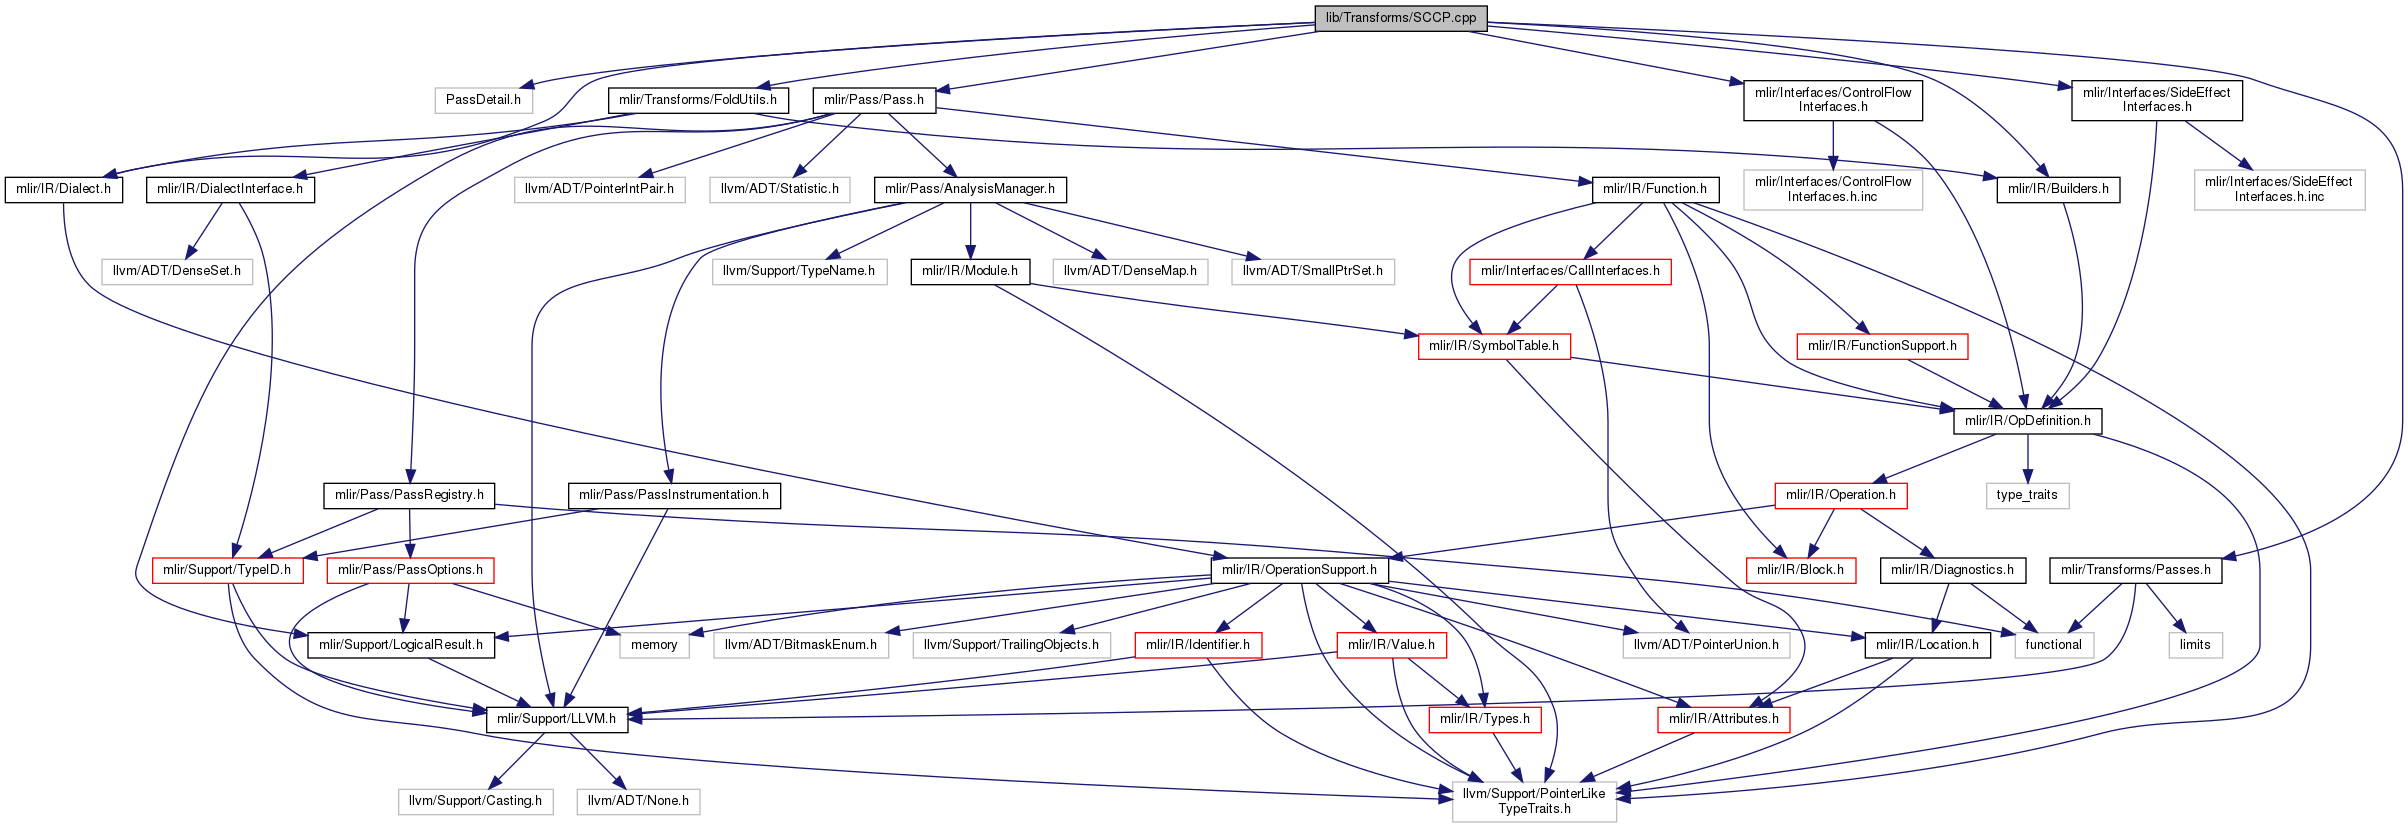 lib/Transforms/SCCP.cpp
PassDetail.h
mlir/Transforms/FoldUtils.h
mlir/Pass/Pass.h
mlir/Interfaces/ControlFlow
Interfaces.h
mlir/Interfaces/SideEffect
Interfaces.h
mlir/IR/Dialect.h
mlir/IR/DialectInterface.h
llvm/ADT/PointerIntPair.h
llvm/ADT/Statistic.h
mlir/Pass/AnalysisManager.h
mlir/IR/Function.h
mlir/Interfaces/ControlFlow
Interfaces.h.inc
mlir/IR/Builders.h
mlir/Interfaces/SideEffect
Interfaces.h.inc
llvm/ADT/DenseSet.h
llvm/Support/TypeName.h
mlir/IR/Module.h
llvm/ADT/DenseMap.h
llvm/ADT/SmallPtrSet.h
mlir/Interfaces/CallInterfaces.h
mlir/IR/SymbolTable.h
mlir/IR/FunctionSupport.h
mlir/IR/OpDefinition.h
mlir/Pass/PassRegistry.h
mlir/Pass/PassInstrumentation.h
mlir/IR/Operation.h
type_traits
mlir/Support/TypeID.h
mlir/Pass/PassOptions.h
mlir/IR/OperationSupport.h
mlir/IR/Block.h
mlir/IR/Diagnostics.h
mlir/Transforms/Passes.h
mlir/Support/LogicalResult.h
memory
llvm/ADT/BitmaskEnum.h
llvm/Support/TrailingObjects.h
mlir/IR/Identifier.h
mlir/IR/Value.h
llvm/ADT/PointerUnion.h
mlir/IR/Location.h
functional
limits
mlir/Support/LLVM.h
mlir/IR/Types.h
mlir/IR/Attributes.h
llvm/Support/Casting.h
llvm/ADT/None.h
llvm/Support/PointerLike
TypeTraits.h